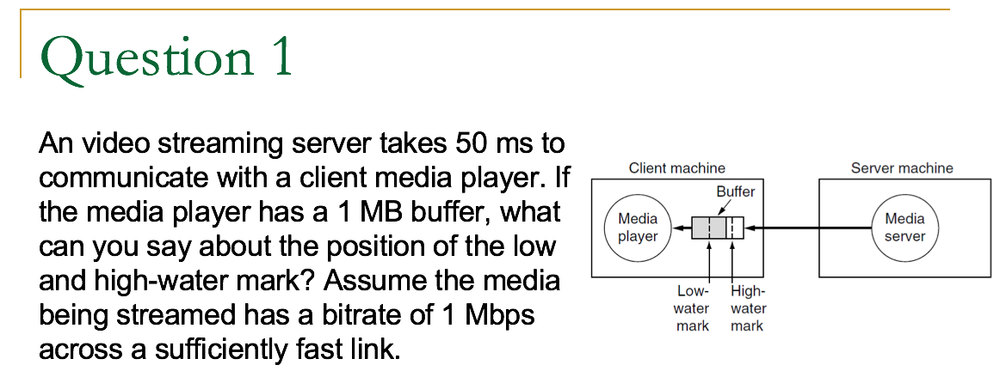 Question 1
An video streaming server takes 50 ms to
communicate with a client media player. If
the media player has a 1 MB buffer, what
can you say about the position of the low
and high-water mark? Assume the media
being streamed has a bitrate of 1 Mbps
across a sufficiently fast link.
Client machine
Server machine
Buffer
Media
player
Media
server
Low-
water
mark
High-
water
mark